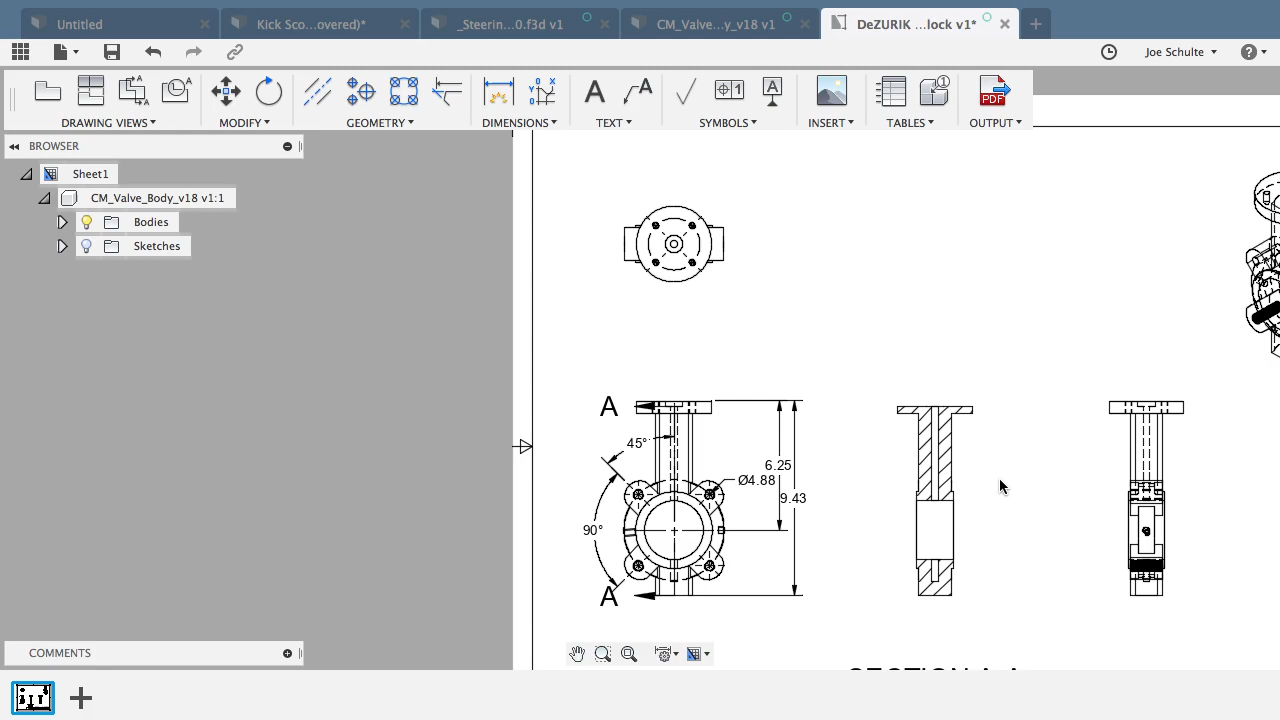 Untitled
Kick Sco...overed)*
_Steerin...0.f3d v1
CM_Valve...y_v18 v1
DeZURIK ...lock v1*
Joe Schulte
?
DRAWING VIEWS
MODIFY
GEOMETRY
DIMENSIONS
TEXT
SYMBOLS
INSERT
TABLES
OUTPUT
PDF
BROWSER
Sheet1
CM_Valve_Body_v18 v1:1
Bodies
Sketches
A
45°
6.25
Ø4.88
9.43
90°
A
COMMENTS